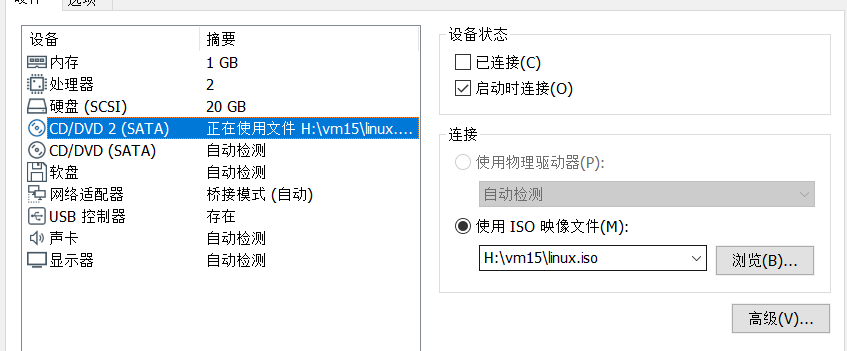 选项
设备 摘要
内存 1 GB
处理器 2
硬盘 (SCSI) 20 GB
CD/DVD 2 (SATA) 正在使用文件 H:\vm15\linux....
CD/DVD (SATA) 自动检测
软盘 自动检测
网络适配器 桥接模式 (自动)
USB 控制器 存在
声卡 自动检测
显示器 自动检测
设备状态
已连接(C)
启动时连接(O)
连接
使用物理驱动器(P):
自动检测
使用 ISO 映像文件(M):
H:\vm15\linux.iso
浏览(B)...
高级(V)...